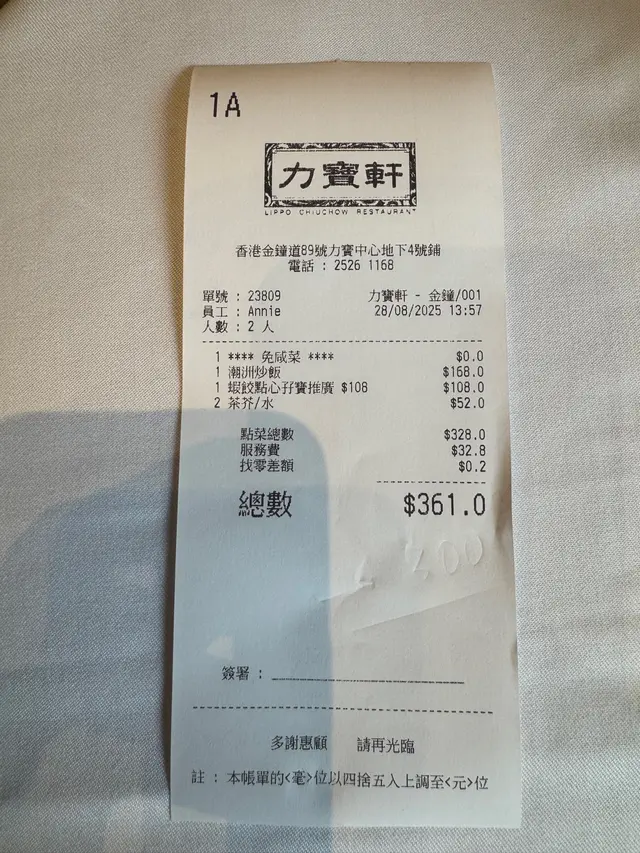 1A
力寶軒
LIPPO CHIUCHOW RESTAURANT
香港金鐘道89號力寶中心地下4號鋪
電話 : 2526 1168
單號 : 23809 力寶軒 - 金鐘/001
員工 : Annie 28/08/2025 13:57
人數 : 2 人
1 **** 免咸菜 **** $0.0
1 潮洲炒飯 $168.0
1 蝦餃點心孖寶推廣 $108 $108.0
2 茶芥/水 $52.0
點菜總數 $328.0
服務費 $32.8
找零差額 $0.2
總數 $361.0
簽署 :
多謝惠顧 請再光臨
註 : 本帳單的<毫>位以四捨五入上調至<元>位